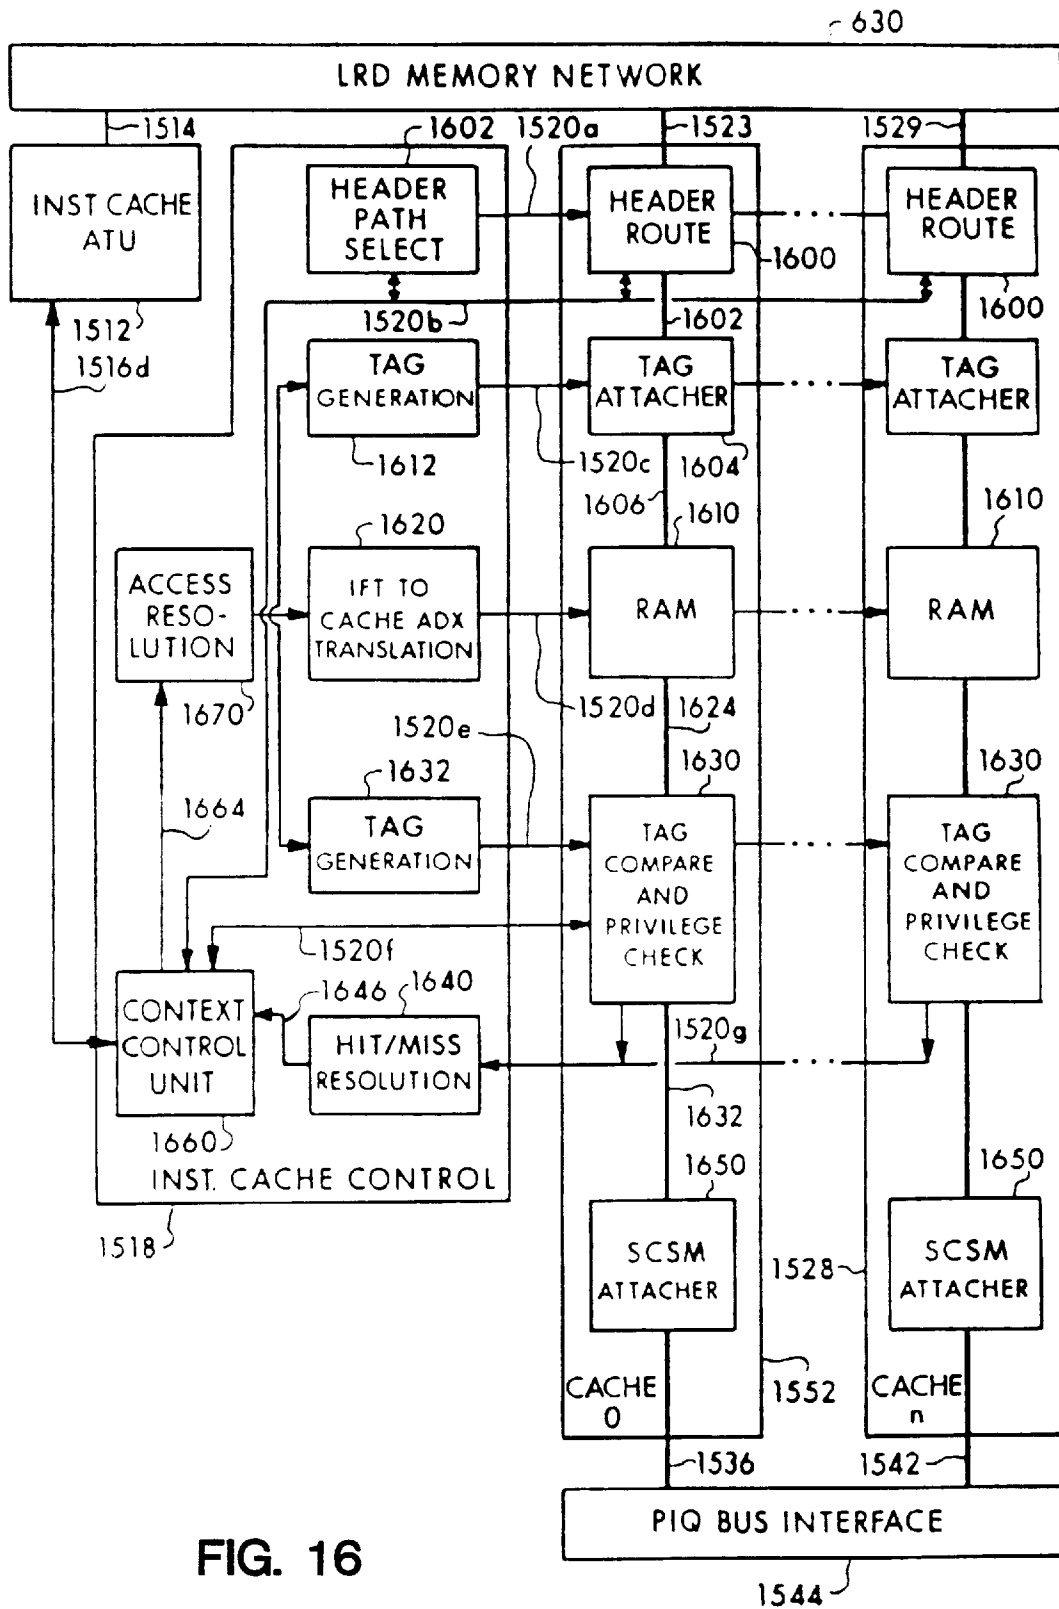 630
LRD MEMORY NETWORK
1514
1602
1520a
1523
1529
INST CACHE
ATU
HEADER
PATH
SELECT
HEADER
ROUTE
HEADER
ROUTE
1600
1600
1512
1516d
1520b
1602
TAG
GENERATION
TAG
ATTACHER
TAG
ATTACHER
1612
1520c
1604
1606
1620
1610
1610
ACCESS
RESO-
LUTION
IFT TO
CACHE ADX
TRANSLATION
RAM
RAM
1670
1520d
1624
1520e
1632
1630
1630
1664
TAG
GENERATION
TAG
COMPARE
AND
PRIVILEGE
CHECK
TAG
COMPARE
AND
PRIVILEGE
CHECK
1520f
1646
1640
CONTEXT
CONTROL
UNIT
HIT/MISS
RESOLUTION
1520g
1660
1632
INST. CACHE CONTROL
1518
1650
1650
SCSM
ATTACHER
1528
SCSM
ATTACHER
CACHE
0
1552
CACHE
n
1536
1542
PIQ BUS INTERFACE
1544
FIG. 16